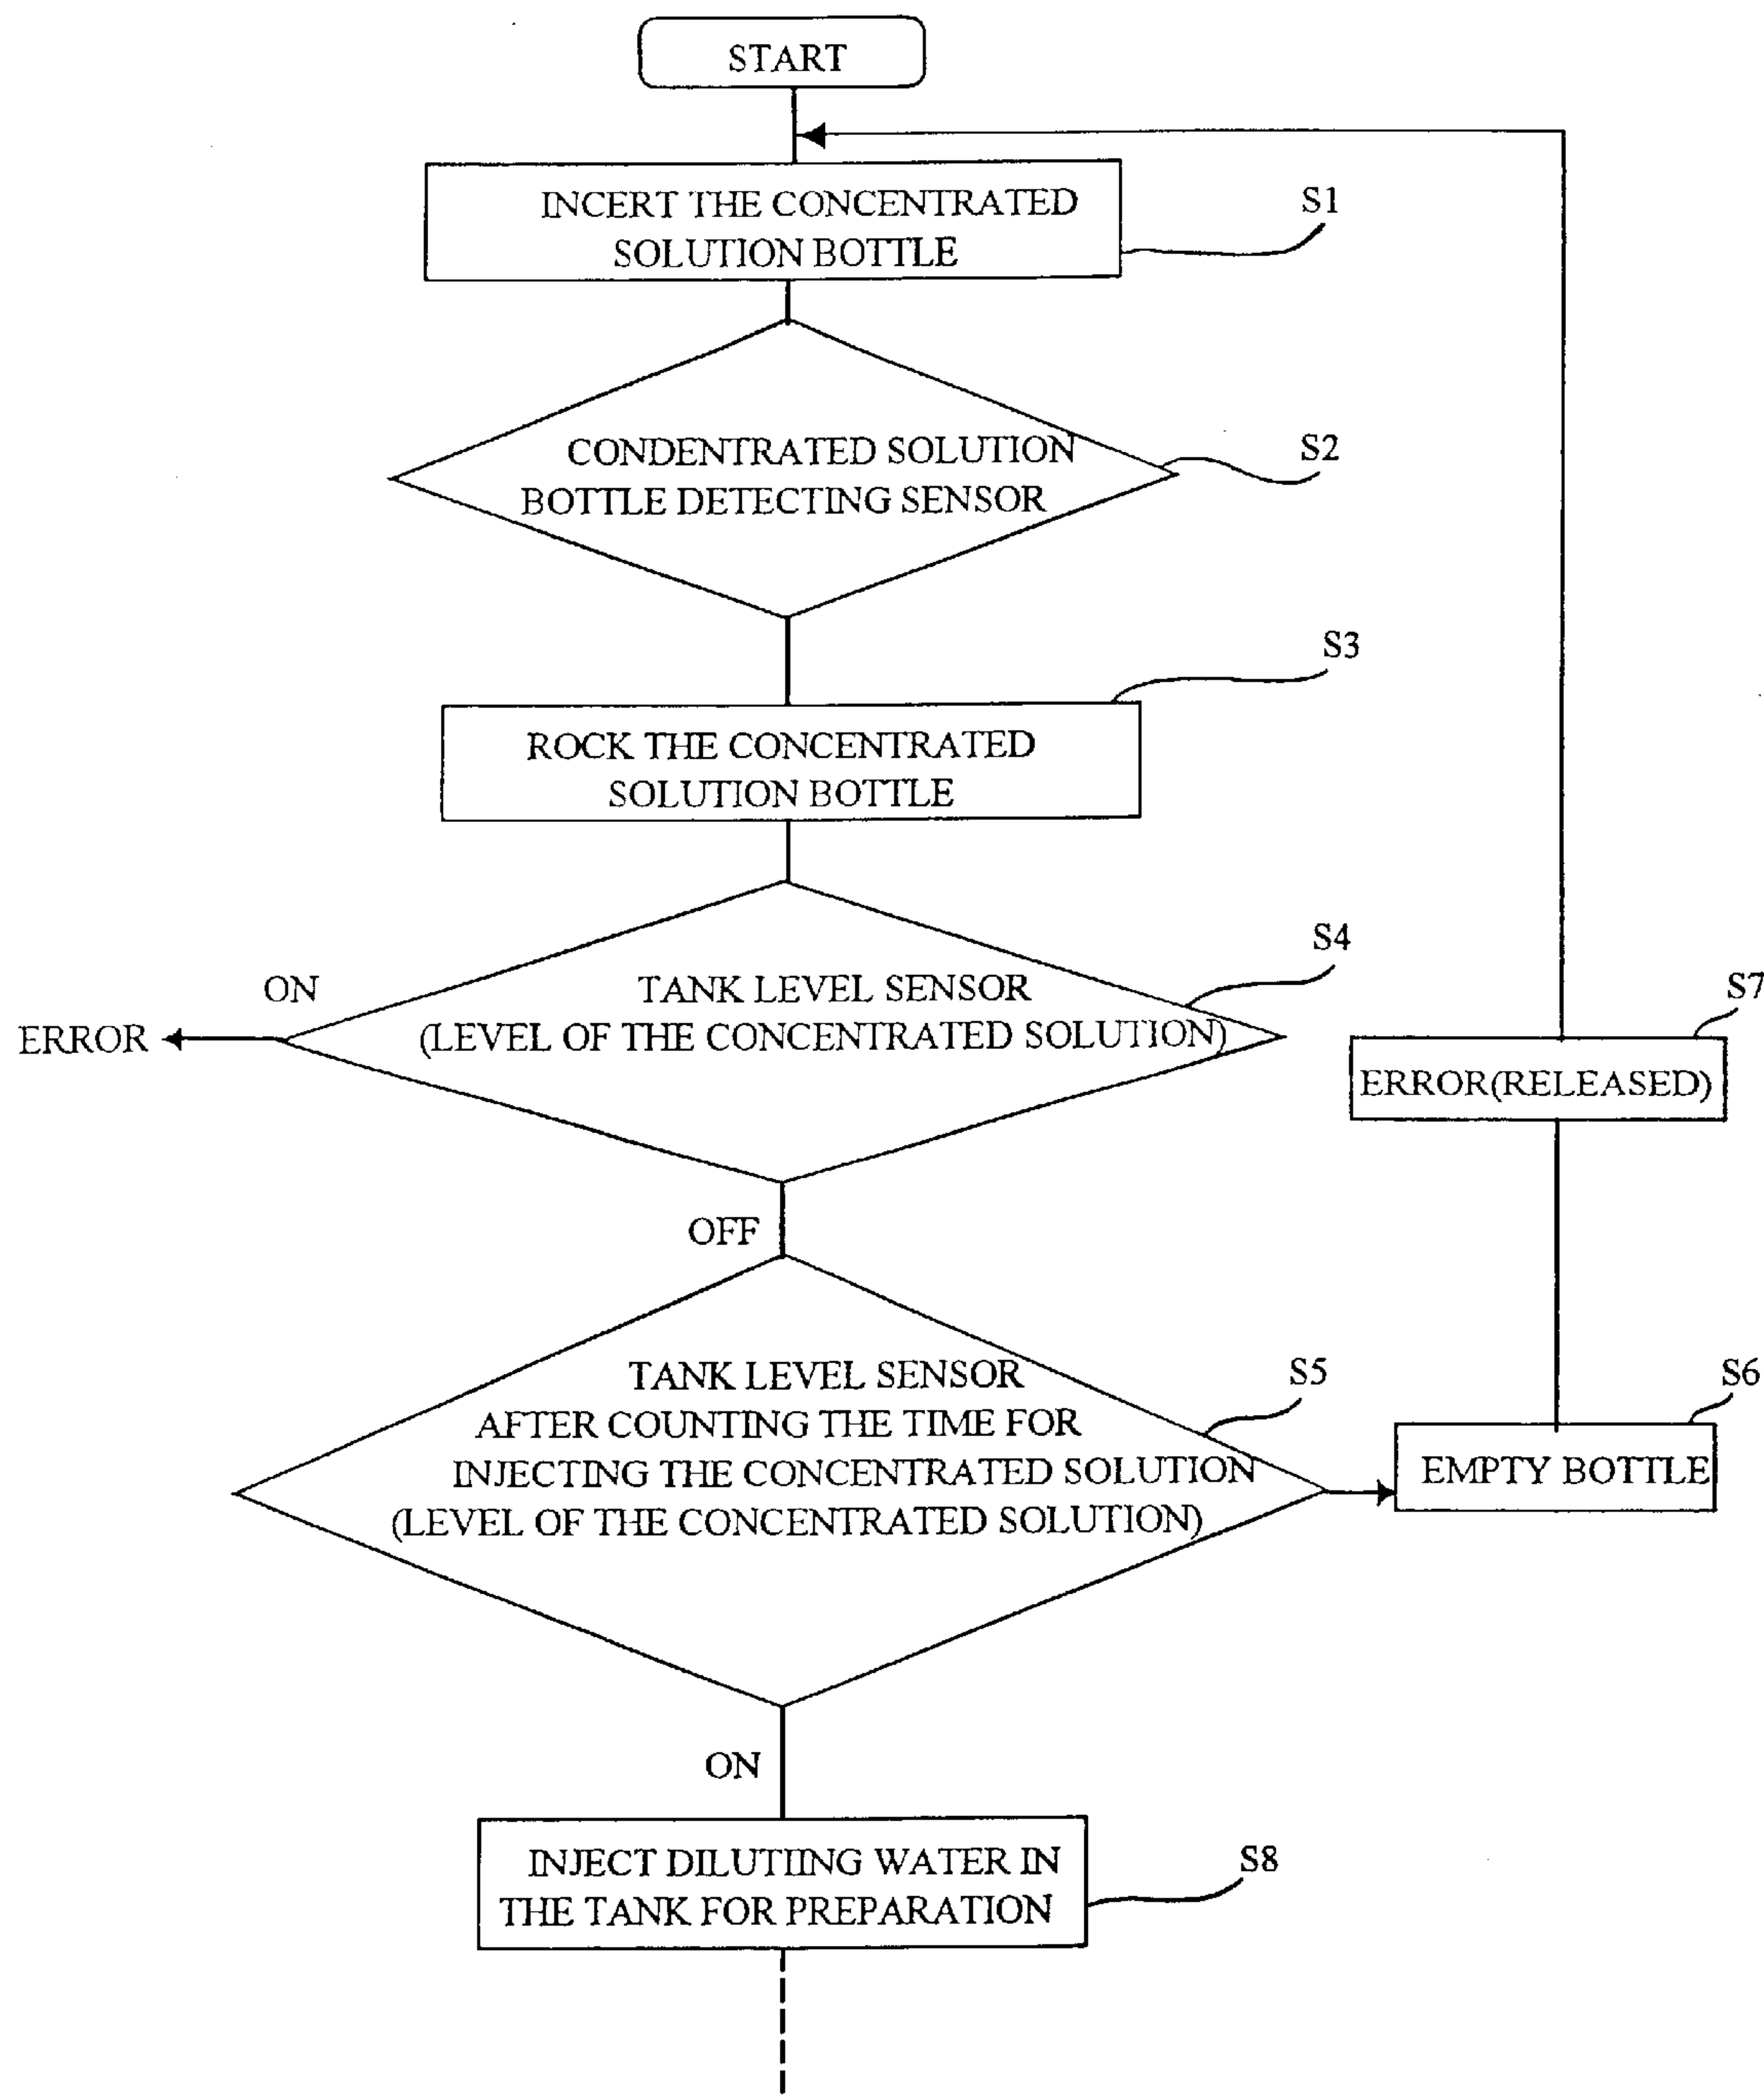 START
INCERT THE CONCENTRATED
SOLUTION BOTTLE
S1
CONDENTRATED SOLUTION
BOTTLE DETECTING SENSOR
S2
S3
ROCK THE CONCENTRATED
SOLUTION BOTTLE
S4
ON
TANK LEVEL SENSOR
(LEVEL OF THE CONCENTRATED SOLUTION)
ERROR
S7
ERROR(RELEASED)
OFF
TANK LEVEL SENSOR
AFTER COUNTING THE TIME FOR
INJECTING THE CONCENTRATED SOLUTION
(LEVEL OF THE CONCENTRATED SOLUTION)
S5
S6
EMPTY BOTTLE
ON
INJECT DILUTIING WATER IN
THE TANK FOR PREPARATION
S8